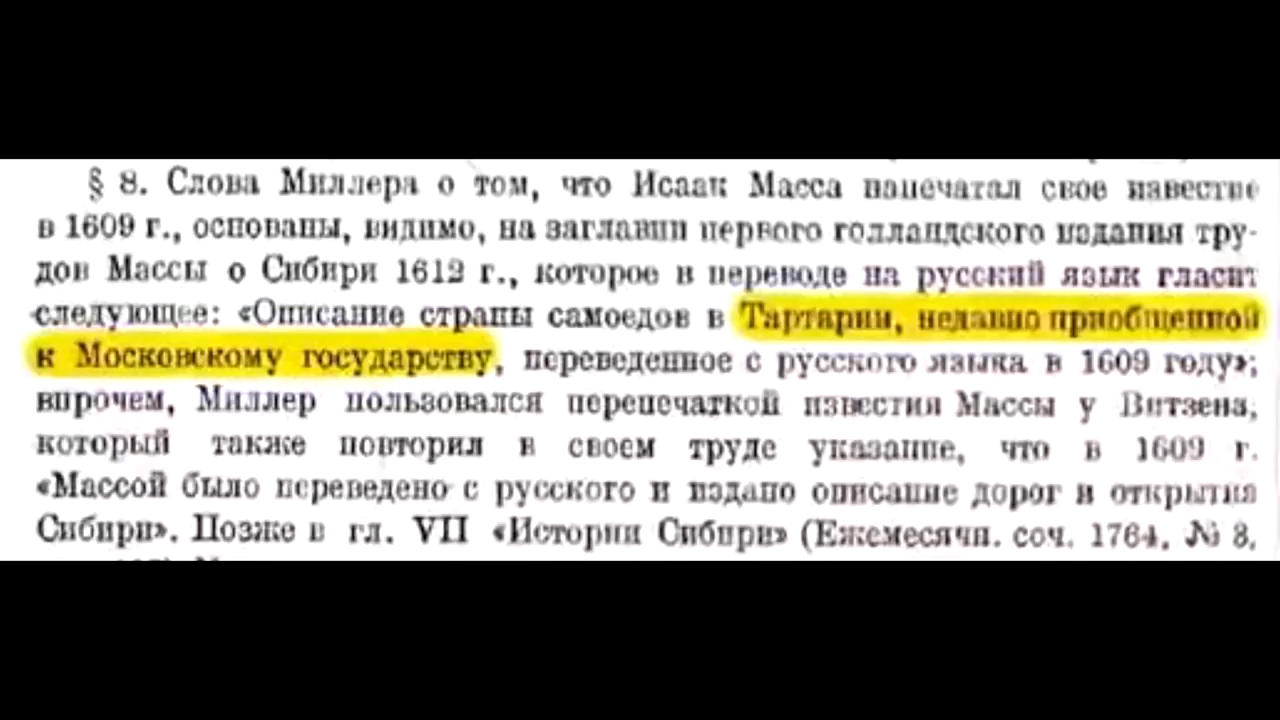 § 8. Слова Миллера о том, что Исаак Масса напечатал свое известие
в 1609 г., основаны, видимо, на заглавии первого голландского издания тру-
дов Массы о Сибири 1612 г., которое в переводе на русский язык гласит
следующее: «Описание страны самоедов в Тартарии, недавно приобщенной
к Московскому государству, переведенное с русского языка в 1609 году»;
впрочем, Миллер пользовался перепечаткой известия Массы у Витзена,
который также повторил в своем труде указание, что в 1609 г.
«Массой было переведено с русского и издано описание дорог и открытия
Сибири». Позже в гл. VII «Истории Сибири» (Ежемесячн. соч. 1764, № 8,